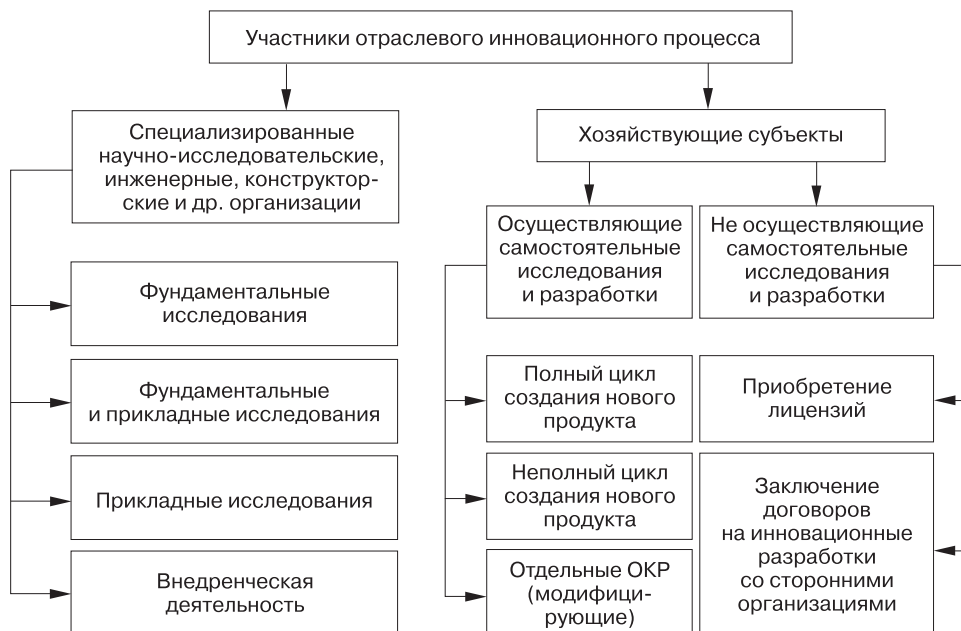 Участники отраслевого инновационного процесса
Специализированные
научно-исследовательские,
инженерные, конструктор-
ские и др. организации
Фундаментальные
исследования
Фундаментальные
и прикладные исследования
Прикладные исследования
Внедренческая
деятельность
Хозяйствующие субъекты
Осуществляющие
самостоятельные
исследования
и разработки
Полный цикл
создания нового
продукта
Неполный цикл
создания нового
продукта
Отдельные ОКР
(модифици-
рующие)
Не осуществляющие
самостоятельные
исследования
и разработки
Приобретение
лицензий
Заключение
договоров
на инновационные
разработки
со сторонними
организациями